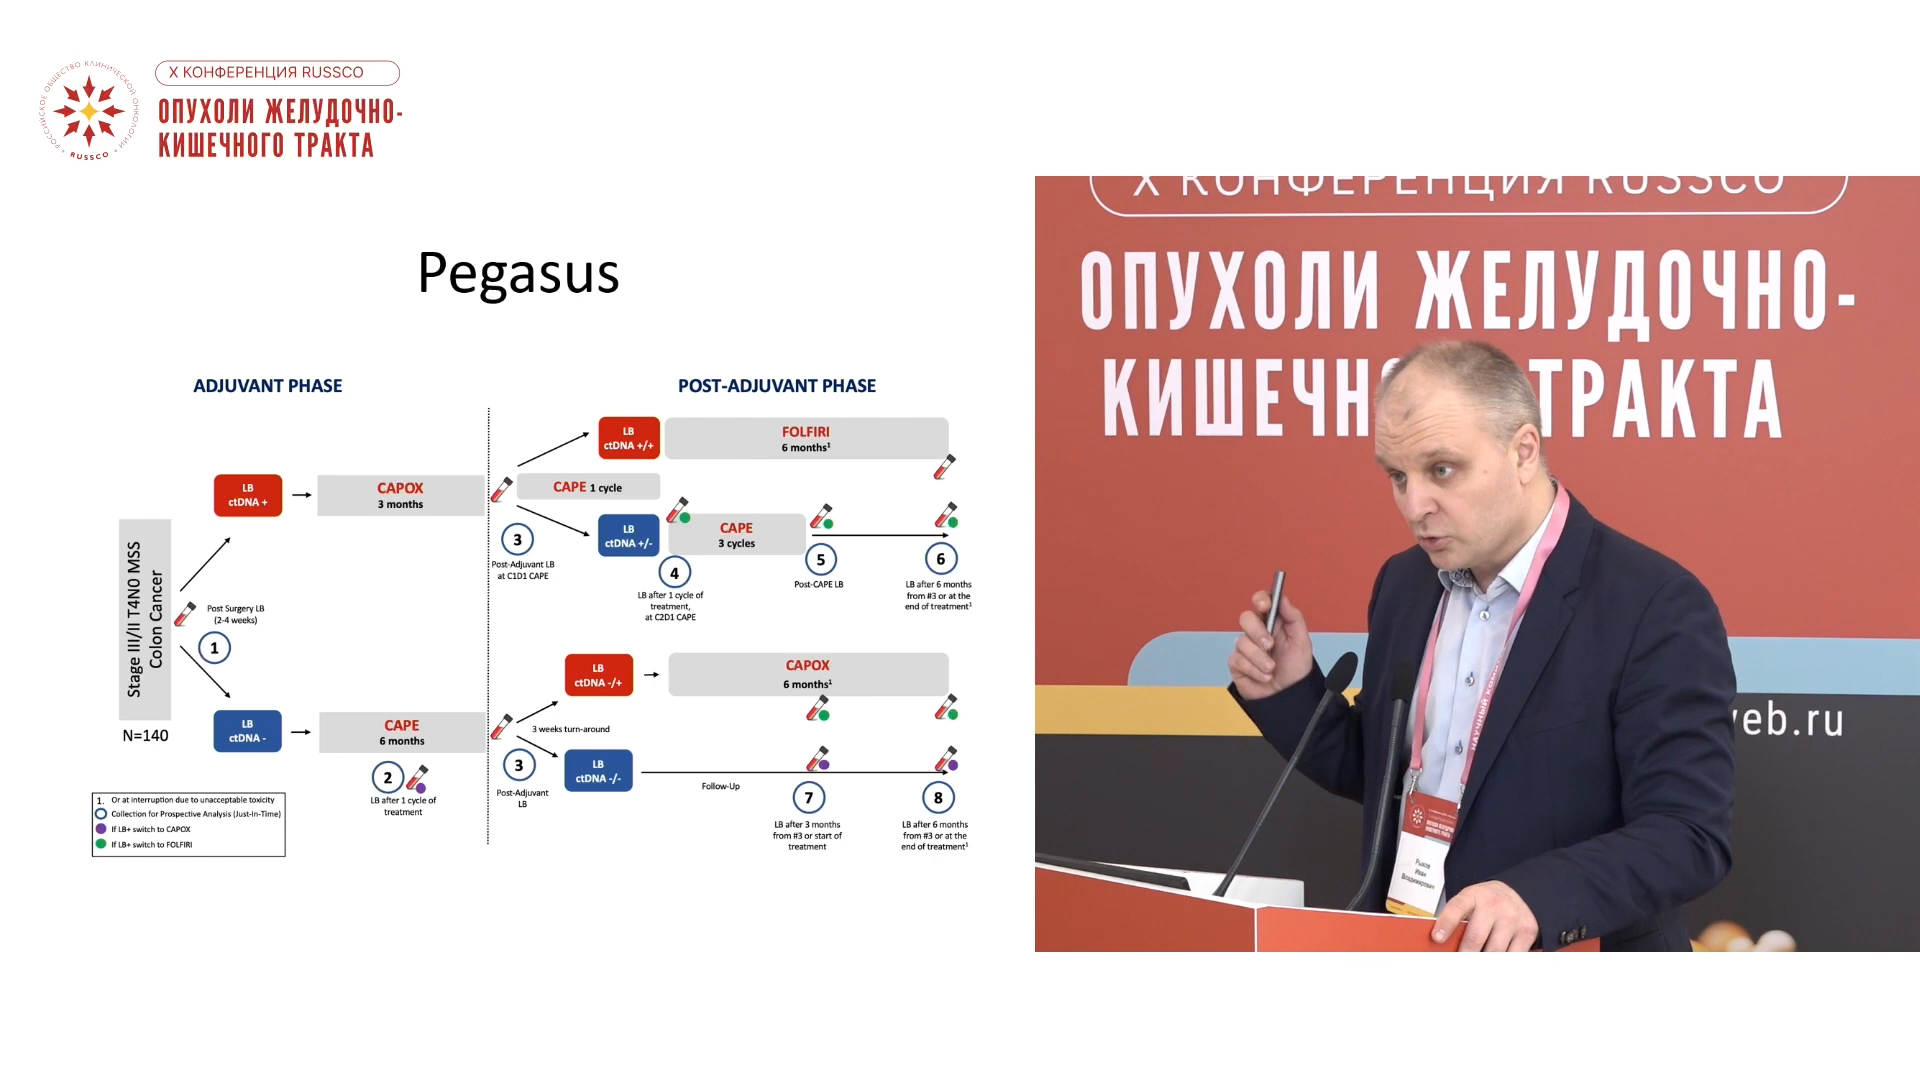 РОССИЙСКОЕ ОБЩЕСТВО КЛИНИЧЕСКОЙ ОНКОЛОГИИ
RUSSCO
X КОНФЕРЕНЦИЯ RUSSCO
ОПУХОЛИ ЖЕЛУДОЧНО-
КИШЕЧНОГО ТРАКТА
Pegasus
ADJUVANT PHASE
POST-ADJUVANT PHASE
Stage III/II T4N0 MSS
Colon Cancer
N=140
Post Surgery LB
(2-4 weeks)
1
LB
ctDNA +
CAPOX
3 months
LB
ctDNA -
CAPE
6 months
2
LB after 1 cycle of
treatment
3
Post-Adjuvant LB
at C1D1 CAPE
LB
ctDNA +/+
FOLFIRI
6 months1
CAPE 1 cycle
LB
ctDNA +/-
CAPE
3 cycles
4
LB after 1 cycle of
treatment,
at C2D1 CAPE
5
Post-CAPE LB
6
LB after 6 months
from #3 or at the
end of treatment1
3
Post-Adjuvant
LB
3 weeks turn-around
LB
ctDNA -/+
CAPOX
6 months1
LB
ctDNA -/-
Follow-Up
7
LB after 3 months
from #3 or start of
treatment
8
LB after 6 months
from #3 or at the
end of treatment1
1. Or at interruption due to unacceptable toxicity
Collection for Prospective Analysis (Just-In-Time)
If LB+ switch to CAPOX
If LB+ switch to FOLFIRI
X КОНФЕРЕНЦИЯ RUSSCO
ОПУХОЛИ ЖЕЛУДОЧНО-
КИШЕЧН ТРАКТА
eb.ru
НАУЧНЫЙ
Иван
Владимирович